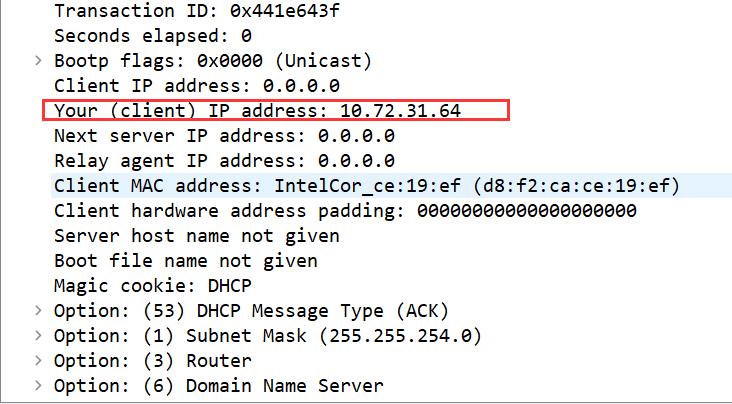 Transaction ID: 0x441e643f
Seconds elapsed: 0
Bootp flags: 0x0000 (Unicast)
Client IP address: 0.0.0.0
Your (client) IP address: 10.72.31.64
Next server IP address: 0.0.0.0
Relay agent IP address: 0.0.0.0
Client MAC address: IntelCor_ce:19:ef (d8:f2:ca:ce:19:ef)
Client hardware address padding: 00000000000000000000
Server host name not given
Boot file name not given
Magic cookie: DHCP
Option: (53) DHCP Message Type (ACK)
Option: (1) Subnet Mask (255.255.254.0)
Option: (3) Router
Option: (6) Domain Name Server